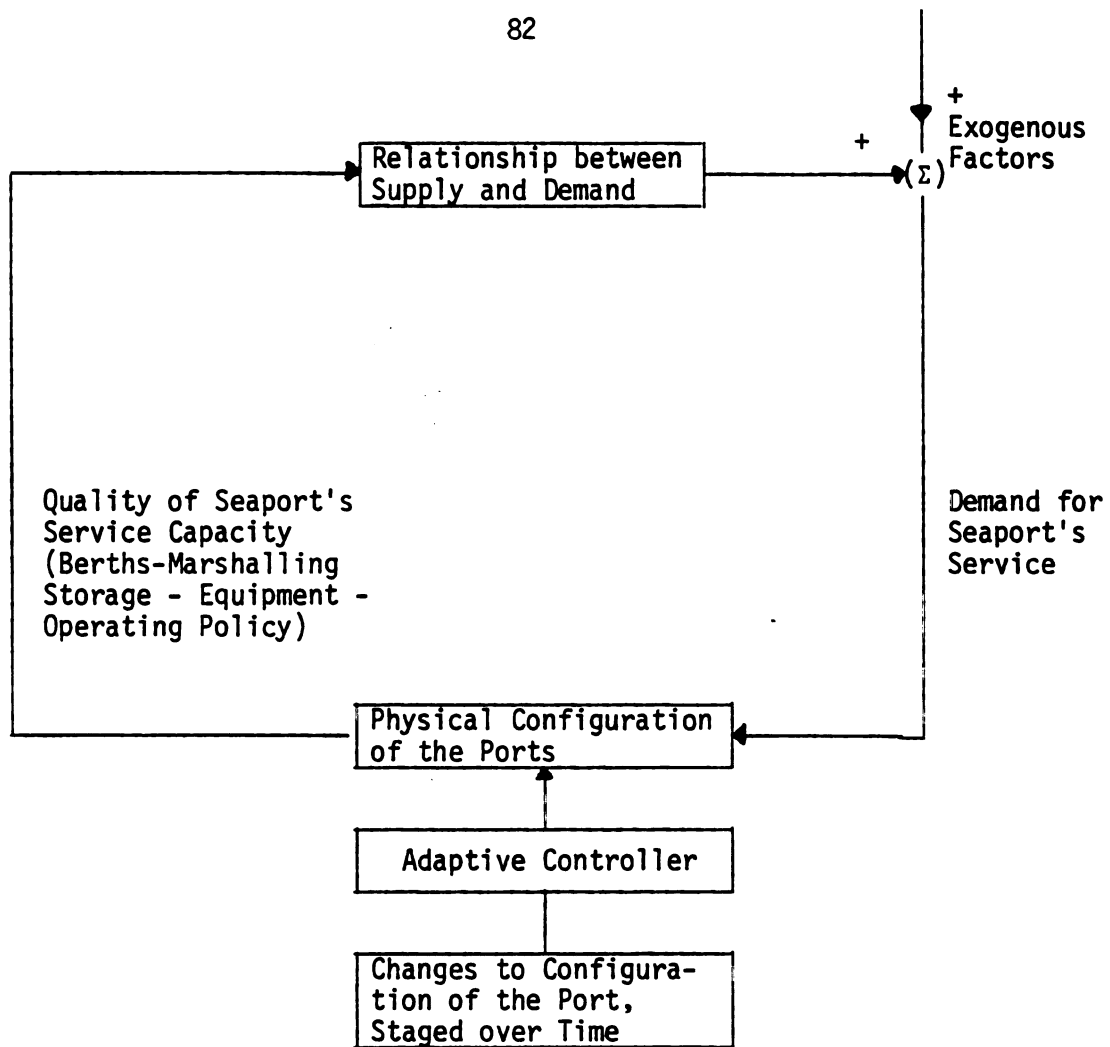 82
+
Exogenous
Factors
+
Relationship between
Supply and Demand
(Σ)
Quality of Seaport's
Service Capacity
(Berths-Marshalling
Storage - Equipment -
Operating Policy)
Demand for
Seaport's
Service
Physical Configuration
of the Ports
Adaptive Controller
Changes to Configura-
tion of the Port,
Staged over Time